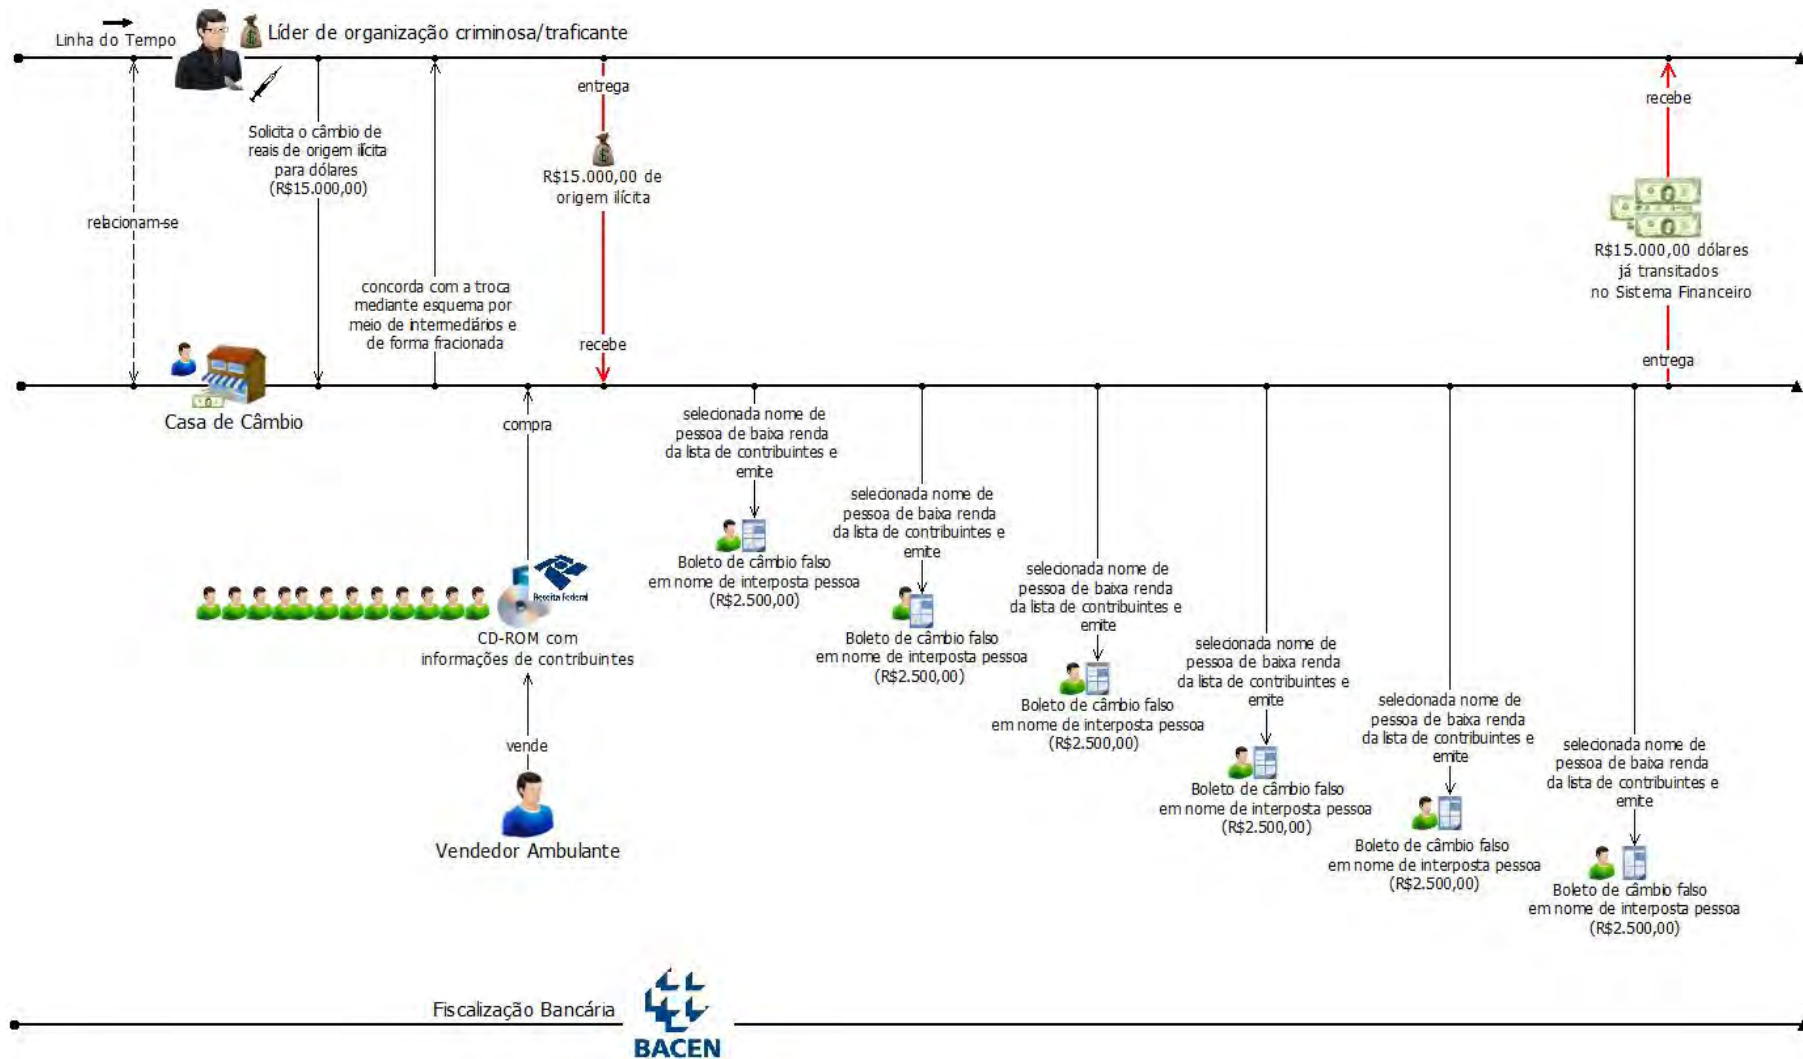 Linha do Tempo
Líder de organização criminosa/traficante
Solicita o câmbio de
reais de origem ilícita
para dólares
(R$15.000,00)
relacionam-se
concorda com a troca
mediante esquema por
meio de intermediários e
de forma fracionada
entrega
R$15.000,00 de
origem ilícita
recebe
recebe
R$15.000,00 dólares
já transitados
no Sistema Financeiro
entrega
Casa de Câmbio
compra
Receita Federal
CD-ROM com
informações de contribuintes
vende
Vendedor Ambulante
selecionada nome de
pessoa de baixa renda
da lista de contribuintes e
emite
Boleto de câmbio falso
em nome de interposta pessoa
(R$2.500,00)
selecionada nome de
pessoa de baixa renda
da lista de contribuintes e
emite
Boleto de câmbio falso
em nome de interposta pessoa
(R$2.500,00)
selecionada nome de
pessoa de baixa renda
da lista de contribuintes e
emite
Boleto de câmbio falso
em nome de interposta pessoa
(R$2.500,00)
selecionada nome de
pessoa de baixa renda
da lista de contribuintes e
emite
Boleto de câmbio falso
em nome de interposta pessoa
(R$2.500,00)
selecionada nome de
pessoa de baixa renda
da lista de contribuintes e
emite
Boleto de câmbio falso
em nome de interposta pessoa
(R$2.500,00)
selecionada nome de
pessoa de baixa renda
da lista de contribuintes e
emite
Boleto de câmbio falso
em nome de interposta pessoa
(R$2.500,00)
Fiscalização Bancária
BACEN